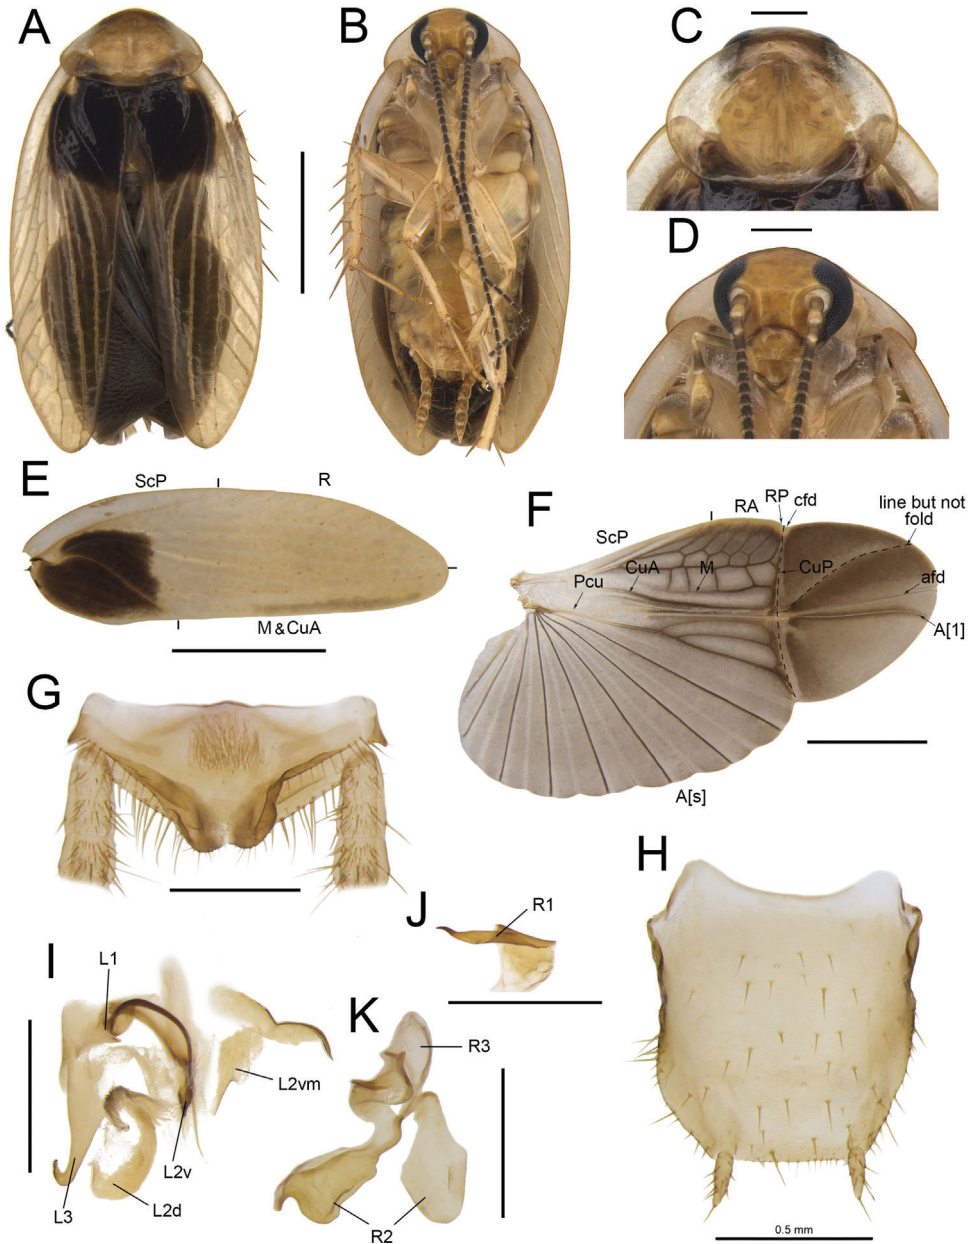 A
B
C
D
E
ScP
R
M & CuA
F
ScP
RA
RP
cfd
line but not
fold
Pcu
CuA
M
CuP
afd
A[1]
A[s]
G
H
0.5 mm
I
L1
L2vm
L2v
L3
L2d
J
R1
K
R3
R2